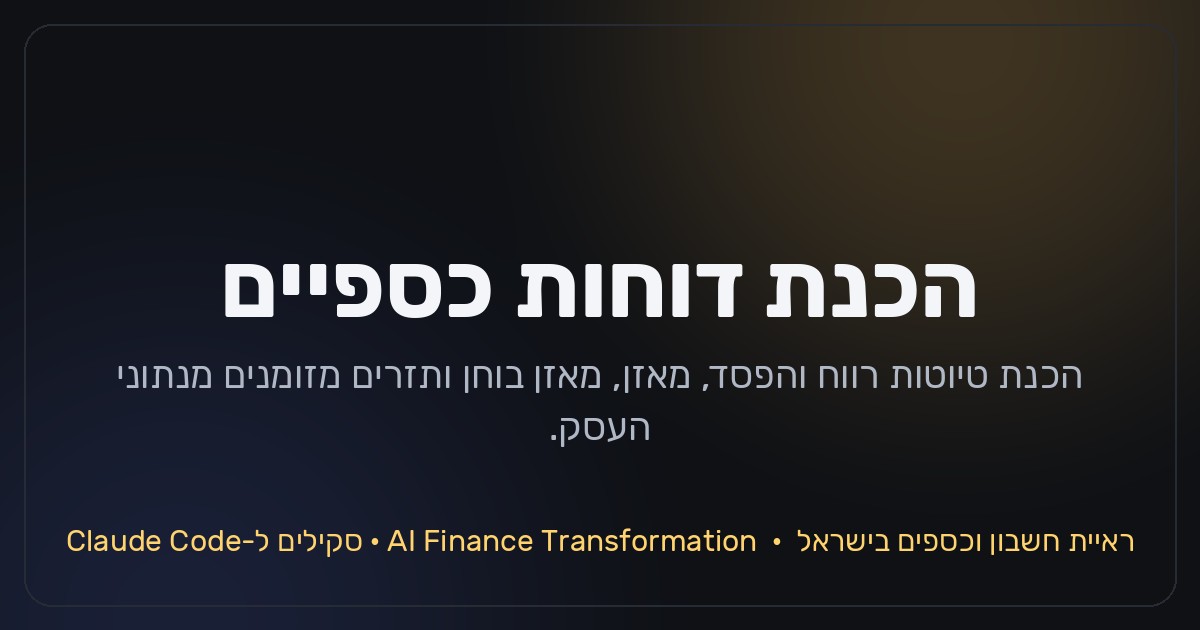 הכנת דוחות כספיים
הכנת טיוטות רווח והפסד, מאזן, מאזן בוחן ותזרים מזומנים מנתוני
העסק.
ראיית חשבון וכספים בישראל • AI Finance Transformation • סקילים ל-Claude Code